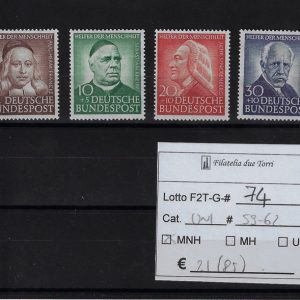 HELFER DER MENSCHHEIT HELFER DER MENSCHHEIT HELFER DER MENSCHHEIT HELFER DER MENSCHHEIT
10 20 30
+5 DEUTSCHE +10 DEUTSCHE +10 DEUTSCHE
DEUTSCHE
BUNDESPOST BUNDESPOST BUNDESPOST BUNDESPOST
Filatelia due Torri
Lotto F2T-G-# 74
Cat. # 59-62
MNH MH U
€ 21 (85)